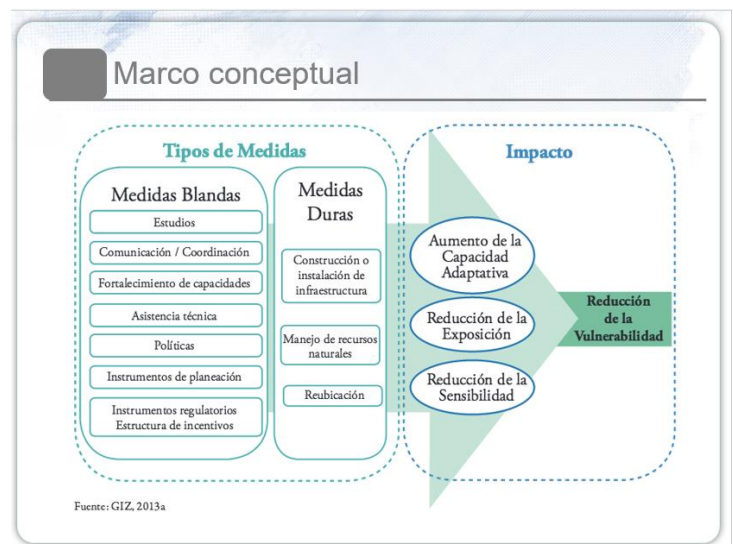 Marco conceptual
Tipos de Medidas
Medidas Blandas
Estudios
Comunicación / Coordinación
Fortalecimiento de capacidades
Asistencia técnica
Políticas
Instrumentos de planeación
Instrumentos regulatorios
Estructura de incentivos
Medidas
Duras
Construcción o
instalación de
infraestructura
Manejo de recursos
naturales
Reubicación
Impacto
Aumento de la
Capacidad
Adaptativa
Reducción de la
Exposición
Reducción de la
Sensibilidad
Reducción
de la
Vulnerabilidad
Fuente: GIZ, 2013a